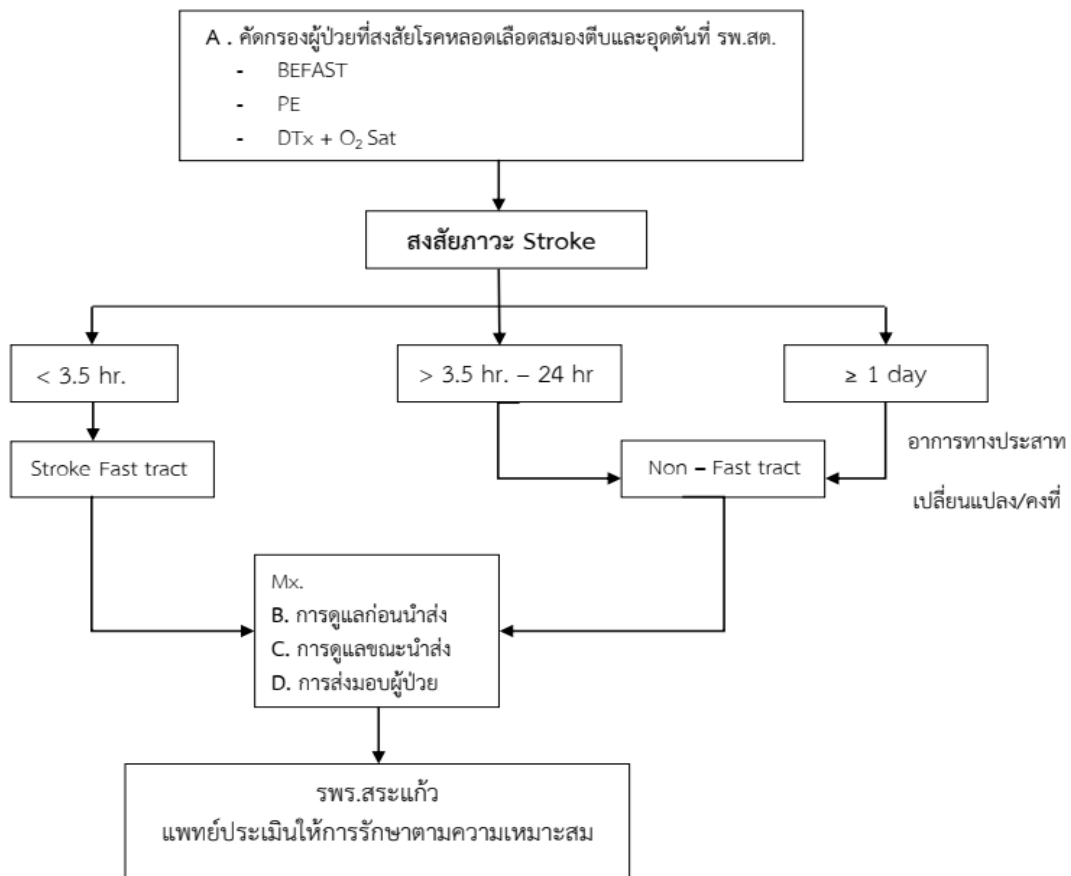 A . คัดกรองผู้ป่วยที่สงสัยโรคหลอดเลือดสมองตีบและอุดตันที่ รพ.สต.
- BEFAST
- PE
- DTx + O₂ Sat
สงสัยภาวะ Stroke
< 3.5 hr.
> 3.5 hr. – 24 hr
≥ 1 day
Stroke Fast tract
Non – Fast tract
อาการทางประสาท
เปลี่ยนแปลง/คงที่
Mx.
B. การดูแลก่อนนำส่ง
C. การดูแลขณะนำส่ง
D. การส่งมอบผู้ป่วย
รพร.สระแก้ว
แพทย์ประเมินให้การรักษาตามความเหมาะสม